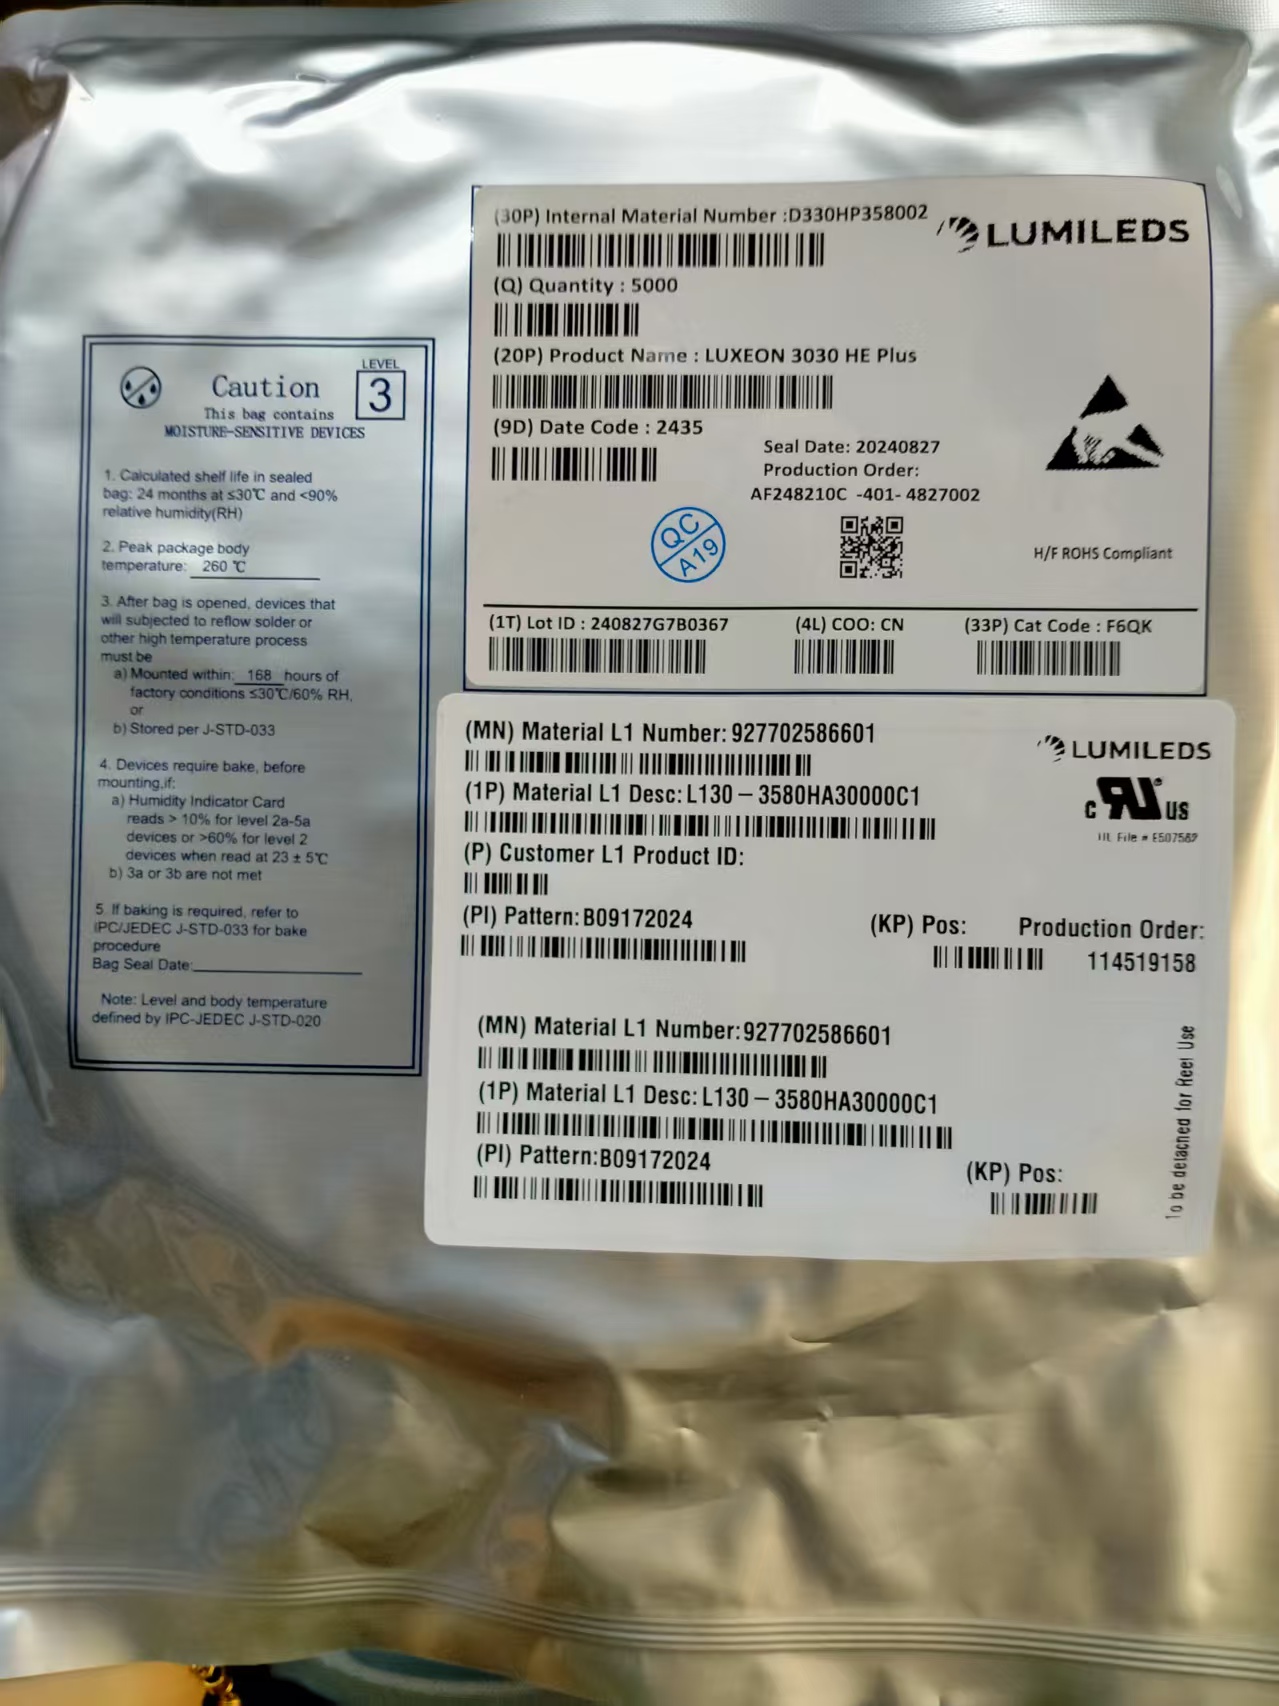 Caution
LEVEL
3
This bag contains
MOISTURE-SENSITIVE DEVICES
1. Calculated shelf life in sealed
bag: 24 months at ≤30℃ and <90%
relative humidity(RH)
2. Peak package body
temperature: 260 ℃
3. After bag is opened, devices that
will subjected to reflow solder or
other high temperature process
must be
a) Mounted within: 168 hours of
factory conditions ≤30℃/60% RH,
or
b) Stored per J-STD-033
4. Devices require bake, before
mounting,if:
a) Humidity Indicator Card
reads > 10% for level 2a-5a
devices or >60% for level 2
devices when read at 23 ± 5℃
b) 3a or 3b are not met
5. If baking is required, refer to
IPC/JEDEC J-STD-033 for bake
procedure
Bag Seal Date:
Note: Level and body temperature
defined by IPC-JEDEC J-STD-020
(30P) Internal Material Number :D330HP358002
LUMILEDS
(Q) Quantity : 5000
(20P) Product Name : LUXEON 3030 HE Plus
(9D) Date Code : 2435
Seal Date: 20240827
Production Order:
AF248210C -401- 4827002
QC
A19
H/F ROHS Compliant
(1T) Lot ID : 240827G7B0367
(4L) COO: CN
(33P) Cat Code : F6QK
(MN) Material L1 Number: 927702586601
LUMILEDS
(1P) Material L1 Desc: L130 – 3580HA30000C1
c RU US
UL File # E507562
(P) Customer L1 Product ID:
(PI) Pattern: B09172024
(KP) Pos:
Production Order:
114519158
(MN) Material L1 Number: 927702586601
(1P) Material L1 Desc: L130 – 3580HA30000C1
(PI) Pattern:B09172024
(KP) Pos:
To be detached for Reel Use